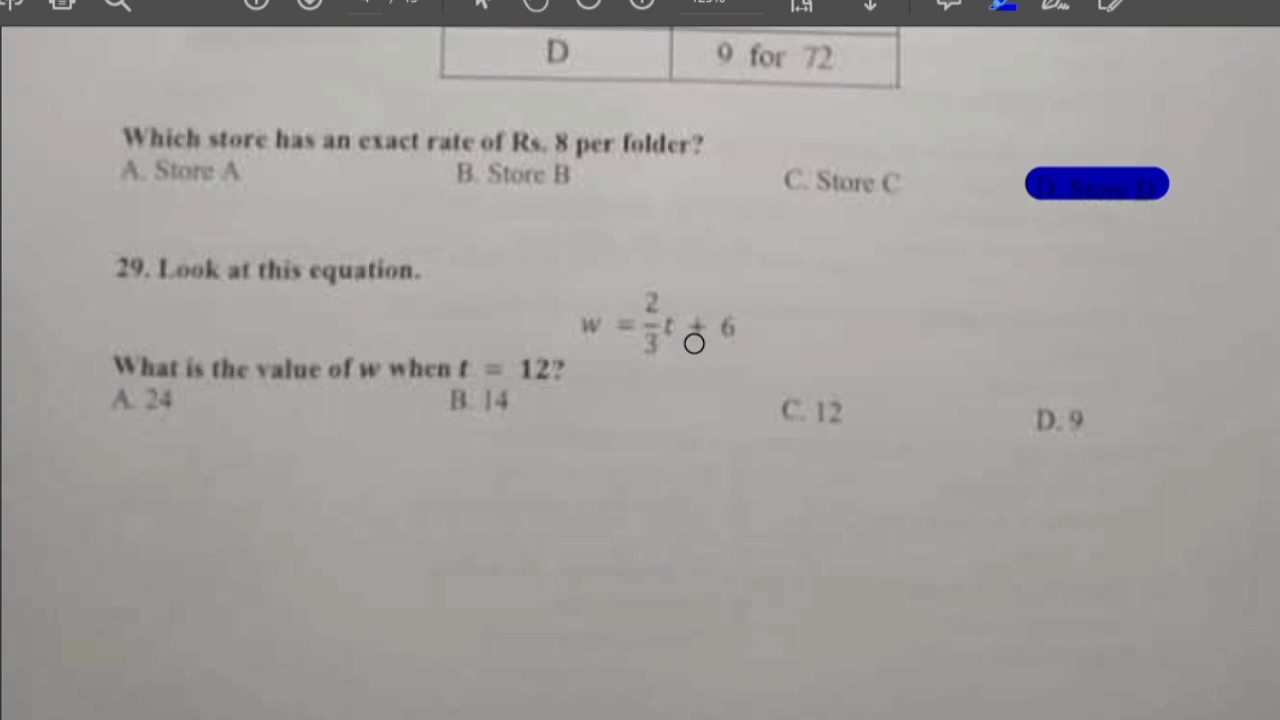 D 9 for 72
Which store has an exact rate of Rs. 8 per folder?
A. Store A B. Store B C. Store C D. Store D
29. Look at this equation.
w = 2/3 t + 6
What is the value of w when t = 12?
A. 24 B. 14 C. 12 D. 9